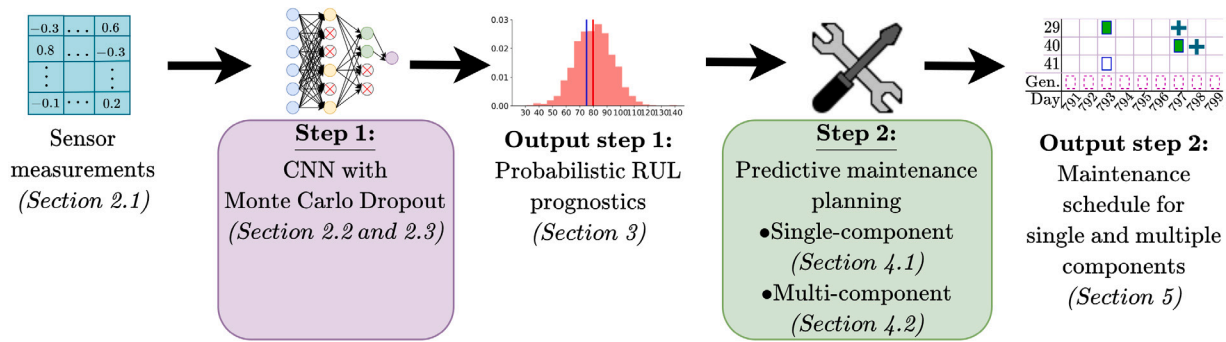 −0.3 ... 0.6
0.8 ... −0.3
⋮ ⋮
−0.1 ... 0.2
Sensor
measurements
(Section 2.1)
Step 1:
CNN with
Monte Carlo Dropout
(Section 2.2 and 2.3)
0.03
0.02
0.01
0.00
30 40 50 60 70 80 90 100 110 120 130 140
Output step 1:
Probabilistic RUL
prognostics
(Section 3)
Step 2:
Predictive maintenance
planning
●Single-component
(Section 4.1)
●Multi-component
(Section 4.2)
29
40
41
Gen.
Day 791 792 793 794 795 796 797 798 799
Output step 2:
Maintenance
schedule for
single and multiple
components
(Section 5)